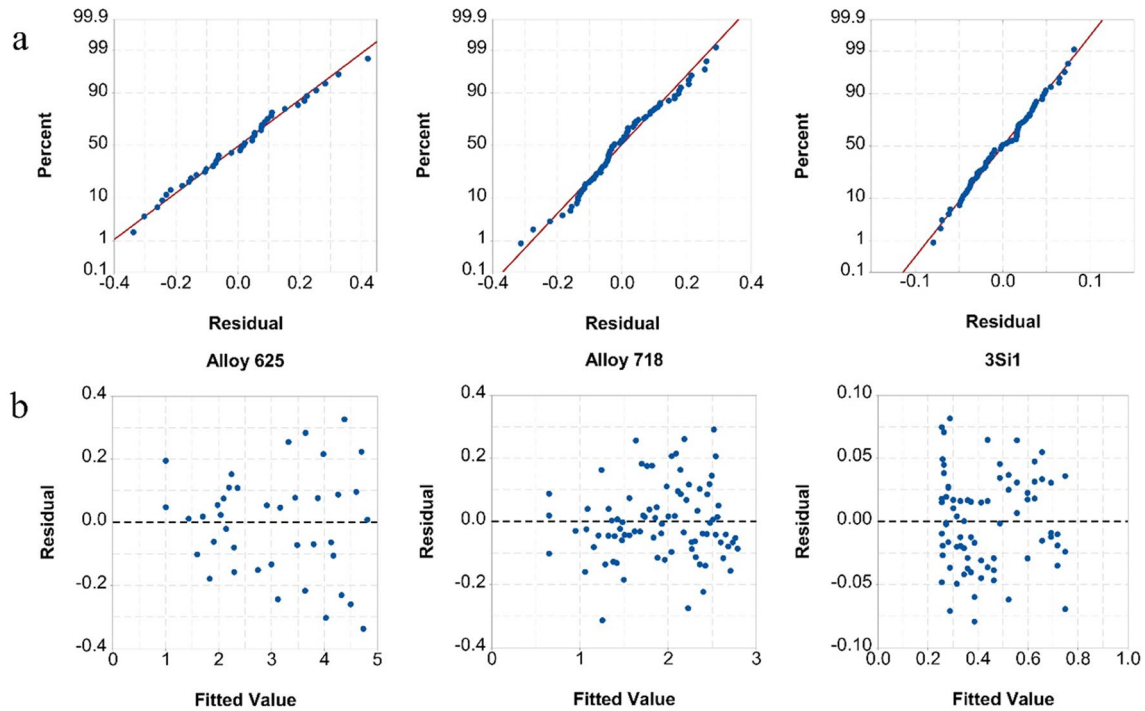 a
99.9 99.9 99.9
99 99 99
90 90 90
Percent Percent Percent
50 50 50
10 10 10
1 1 1
0.1 0.1 0.1
-0.4 -0.2 0.0 0.2 0.4 -0.4 -0.2 0.0 0.2 0.4 -0.1 0.0 0.1
Residual Residual Residual
Alloy 625 Alloy 718 3Si1
b
0.4 0.4 0.10
0.2 0.2 0.05
Residual Residual Residual
0.0 0.0 0.00
-0.2 -0.2 -0.05
-0.4 -0.4 -0.10
0 1 2 3 4 5 0 1 2 3 0.0 0.2 0.4 0.6 0.8 1.0
Fitted Value Fitted Value Fitted Value